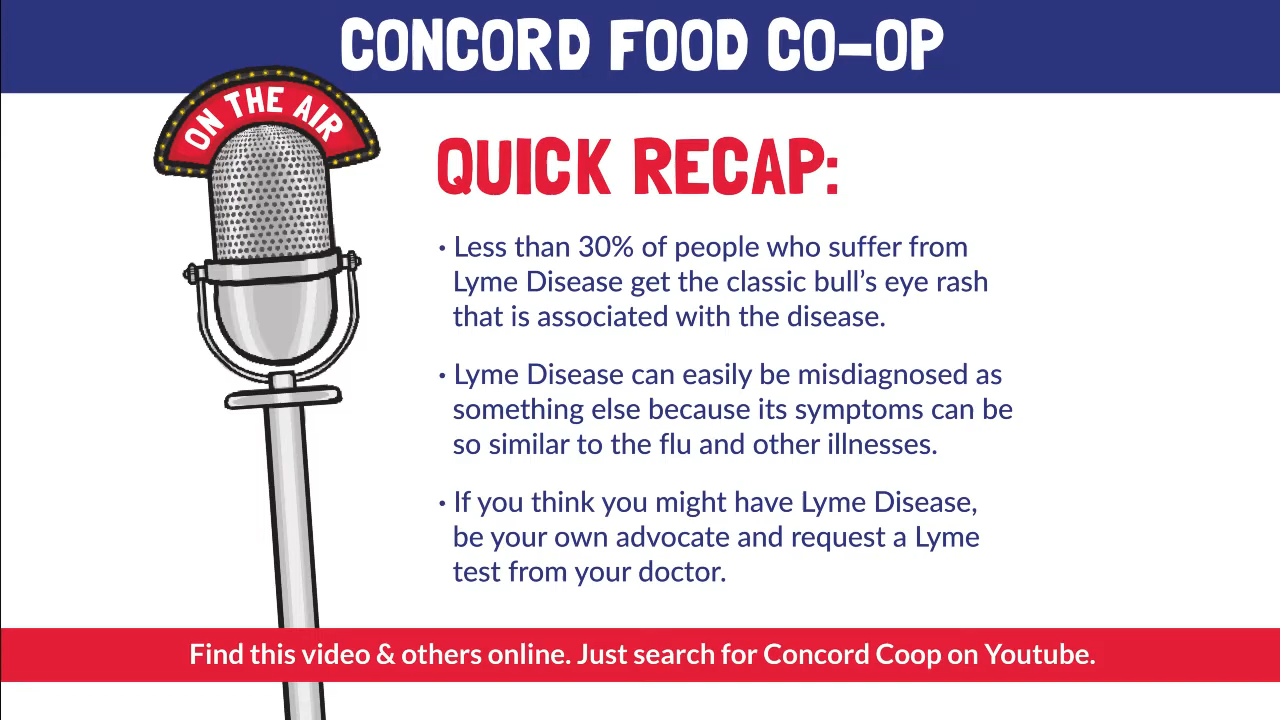 CONCORD FOOD CO-OP
ON THE AIR
QUICK RECAP:
· Less than 30% of people who suffer from
Lyme Disease get the classic bull's eye rash
that is associated with the disease.
· Lyme Disease can easily be misdiagnosed as
something else because its symptoms can be
so similar to the flu and other illnesses.
· If you think you might have Lyme Disease,
be your own advocate and request a Lyme
test from your doctor.
Find this video & others online. Just search for Concord Coop on Youtube.